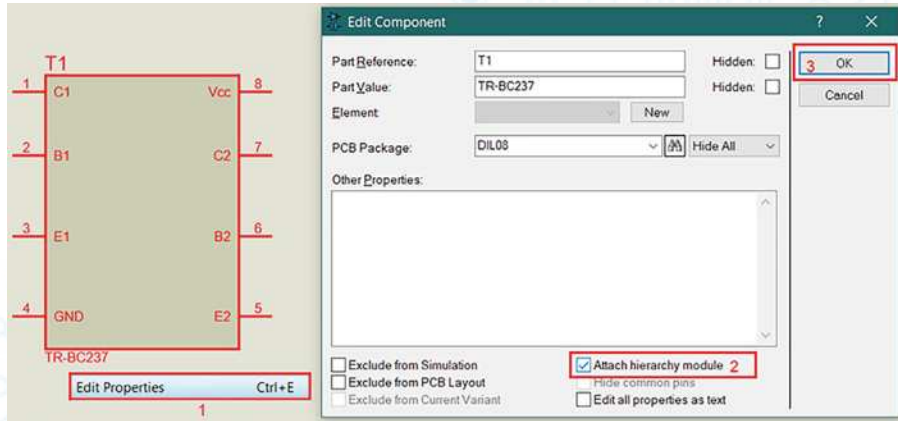 T1
1 C1 Vcc 8
2 B1 C2 7
3 E1 B2 6
4 GND E2 5
TR-BC237
Edit Properties Ctrl+E
1
Edit Component ? ×
Part Reference: T1 Hidden: 3 OK
Part Value: TR-BC237 Hidden: Cancel
Element: New
PCB Package: DIL08 Hide All
Other Properties:
Exclude from Simulation Attach hierarchy module 2
Exclude from PCB Layout Hide common pins
Exclude from Current Variant Edit all properties as text